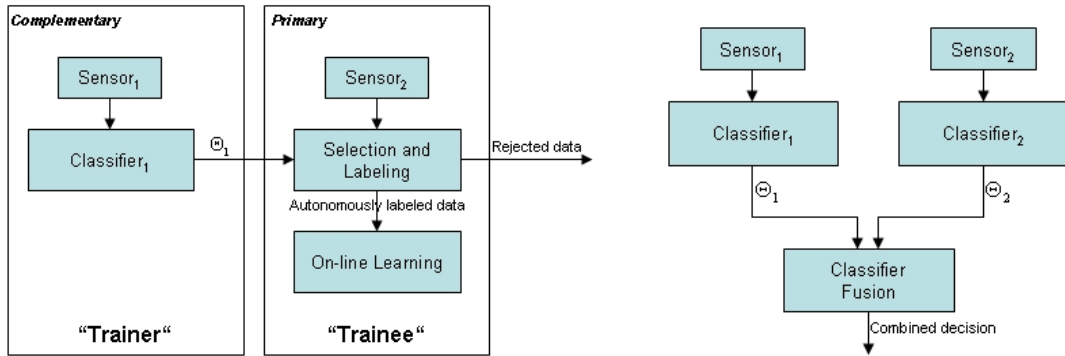 Complementary
Sensor₁
Classifier₁
Θ₁
"Trainer"
Primary
Sensor₂
Selection and
Labeling
Rejected data
Autonomously labeled data
On-line Learning
"Trainee"
Sensor₁
Sensor₂
Classifier₁
Classifier₂
Θ₁
Θ₂
Classifier
Fusion
Combined decision